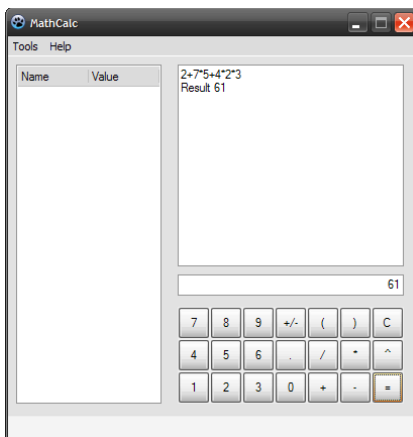 MathCalc
Tools Help
Name Value
2+7*5+4*2*3
Result 61
61
7 8 9 +/- ( ) C
4 5 6 . / * ^
1 2 3 0 + - =